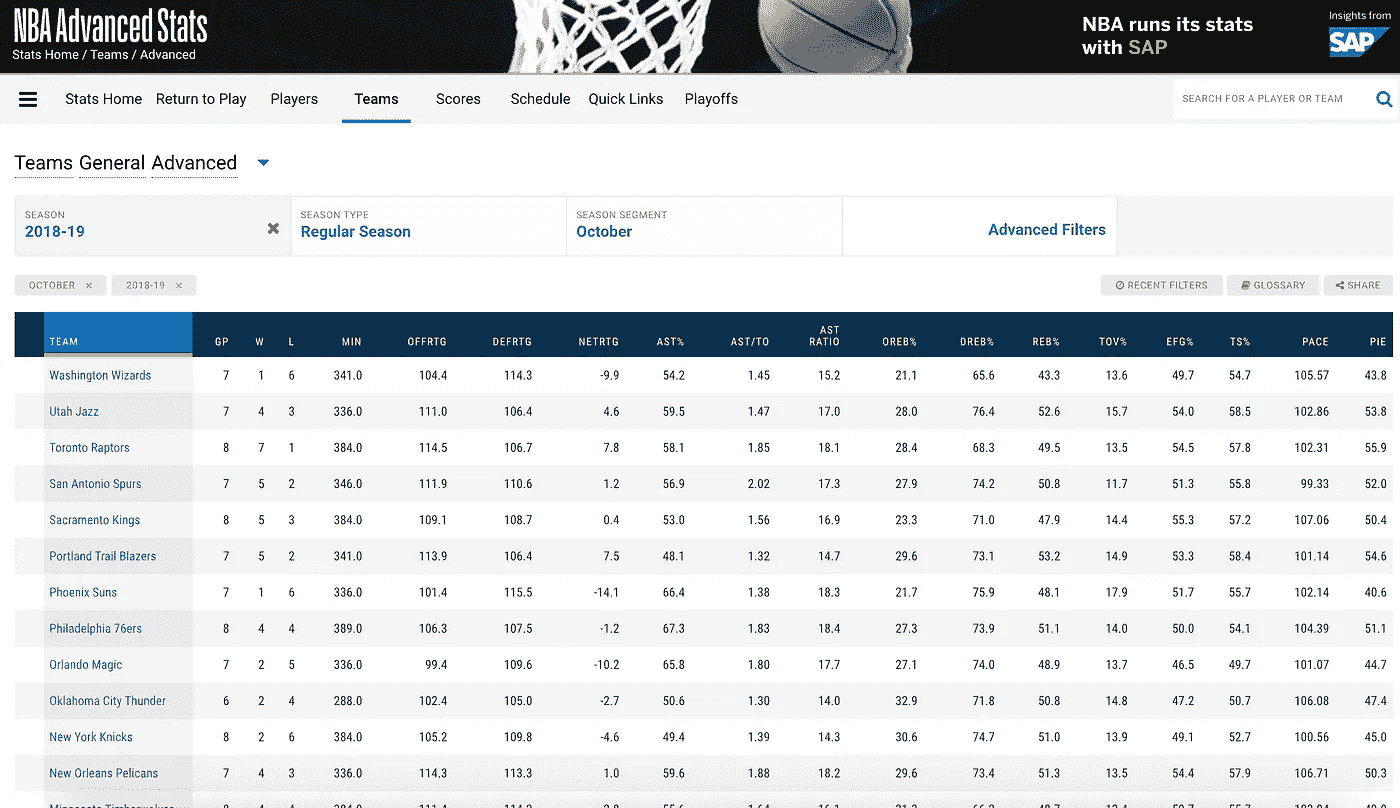 NBA Advanced Stats
Stats Home / Teams / Advanced
NBA runs its stats
with SAP
Insights from
SAP
Stats Home Return to Play Players Teams Scores Schedule Quick Links Playoffs
SEARCH FOR A PLAYER OR TEAM
Teams General Advanced
SEASON SEASON TYPE SEASON SEGMENT
2018-19 Regular Season October Advanced Filters
OCTOBER × 2018-19 × RECENT FILTERS GLOSSARY SHARE
TEAM GP W L MIN OFFRTG DEFRTG NETRTG AST% AST/TO AST RATIO OREB% DREB% REB% TOV% EFG% TS% PACE PIE
Washington Wizards 7 1 6 341.0 104.4 114.3 -9.9 54.2 1.45 15.2 21.1 65.6 43.3 13.6 49.7 54.7 105.57 43.8
Utah Jazz 7 4 3 336.0 111.0 106.4 4.6 59.5 1.47 17.0 28.0 76.4 52.6 15.7 54.0 58.5 102.86 53.8
Toronto Raptors 8 7 1 384.0 114.5 106.7 7.8 58.1 1.85 18.1 28.4 68.3 49.5 13.5 54.5 57.8 102.31 55.9
San Antonio Spurs 7 5 2 346.0 111.9 110.6 1.2 56.9 2.02 17.3 27.9 74.2 50.8 11.7 51.3 55.8 99.33 52.0
Sacramento Kings 8 5 3 384.0 109.1 108.7 0.4 53.0 1.56 16.9 23.3 71.0 47.9 14.4 55.3 57.2 107.06 50.4
Portland Trail Blazers 7 5 2 341.0 113.9 106.4 7.5 48.1 1.32 14.7 29.6 73.1 53.2 14.9 53.3 58.4 101.14 54.6
Phoenix Suns 7 1 6 336.0 101.4 115.5 -14.1 66.4 1.38 18.3 21.7 75.9 48.1 17.9 51.7 55.7 102.14 40.6
Philadelphia 76ers 8 4 4 389.0 106.3 107.5 -1.2 67.3 1.83 18.4 27.3 73.9 51.1 14.0 50.0 54.1 104.39 51.1
Orlando Magic 7 2 5 336.0 99.4 109.6 -10.2 65.8 1.80 17.7 27.1 74.0 48.9 13.7 46.5 49.7 101.07 44.7
Oklahoma City Thunder 6 2 4 288.0 102.4 105.0 -2.7 50.6 1.30 14.0 32.9 71.8 50.8 14.8 47.2 50.7 106.08 47.4
New York Knicks 8 2 6 384.0 105.2 109.8 -4.6 49.4 1.39 14.3 30.6 74.7 51.0 13.9 49.1 52.7 100.56 45.0
New Orleans Pelicans 7 4 3 336.0 114.3 113.3 1.0 59.6 1.88 18.2 29.6 73.4 51.3 13.5 54.4 57.9 106.71 50.3